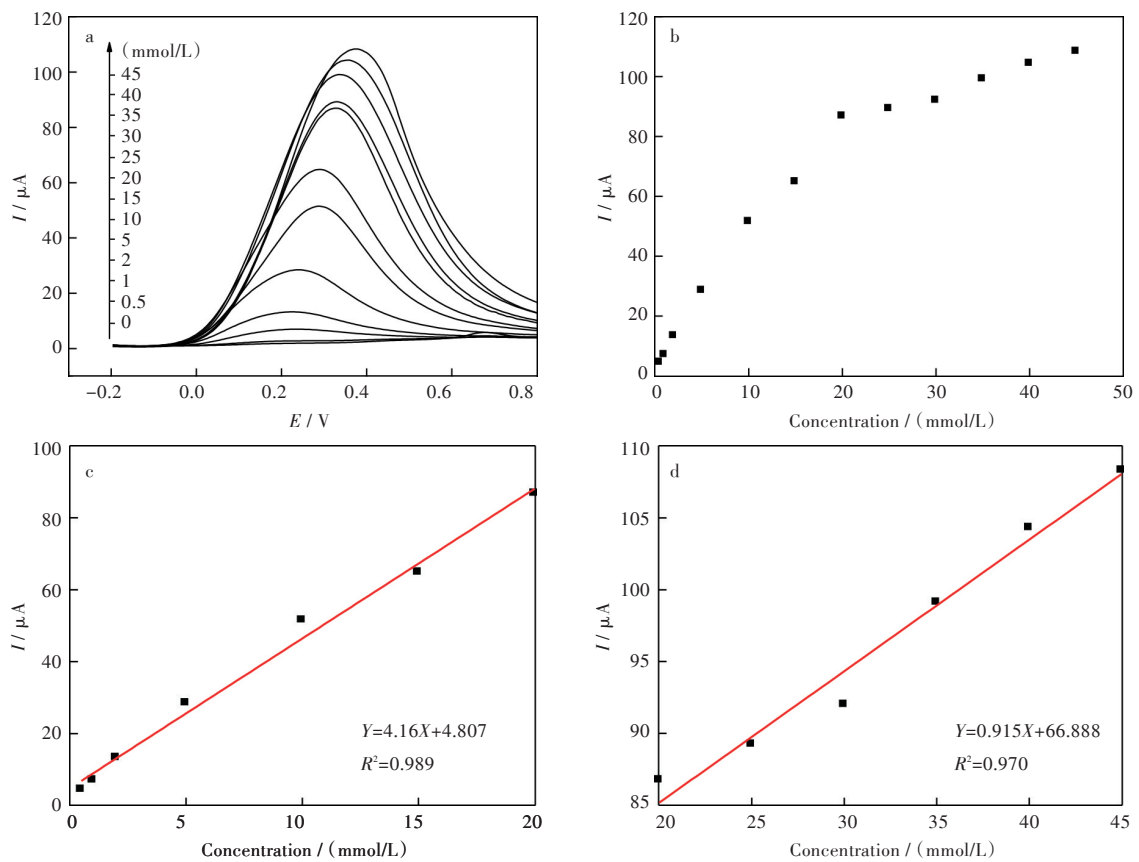 a
(mmol/L)
45
40
35
30
25
20
15
10
5
2
1
0.5
0
120
100
80
60
40
20
0
I / μA
−0.2 0.0 0.2 0.4 0.6 0.8
E / V
b
120
100
80
60
40
20
0
I / μA
0 10 20 30 40 50
Concentration / (mmol/L)
c
100
80
60
40
20
0
I / μA
Y=4.16X+4.807
R²=0.989
0 5 10 15 20
Concentration / (mmol/L)
d
110
105
100
95
90
85
I / μA
Y=0.915X+66.888
R²=0.970
20 25 30 35 40 45
Concentration / (mmol/L)